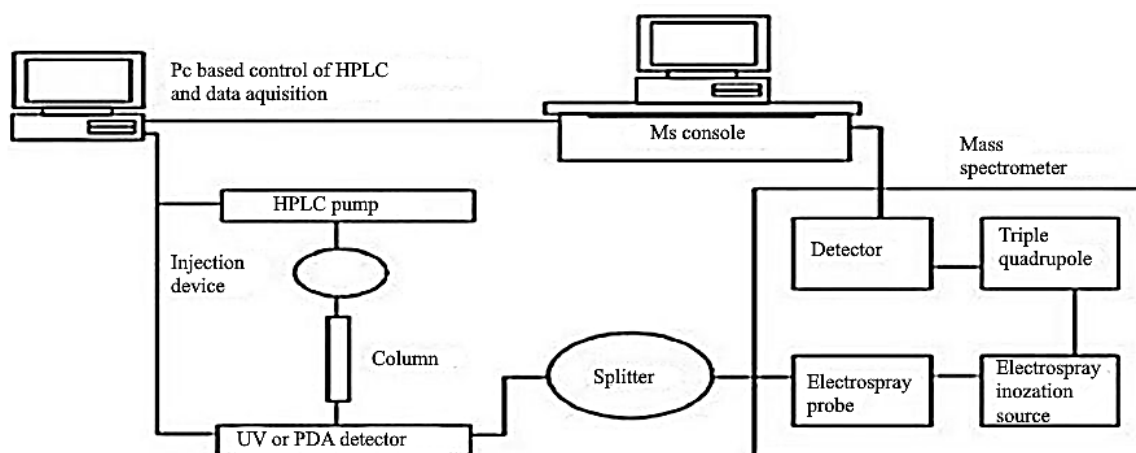 Pc based control of HPLC
and data aquisition
Ms console
Mass
spectrometer
HPLC pump
Injection
device
Detector
Triple
quadrupole
Column
Splitter
Electrospray
probe
Electrospray
inozation
source
UV or PDA detector